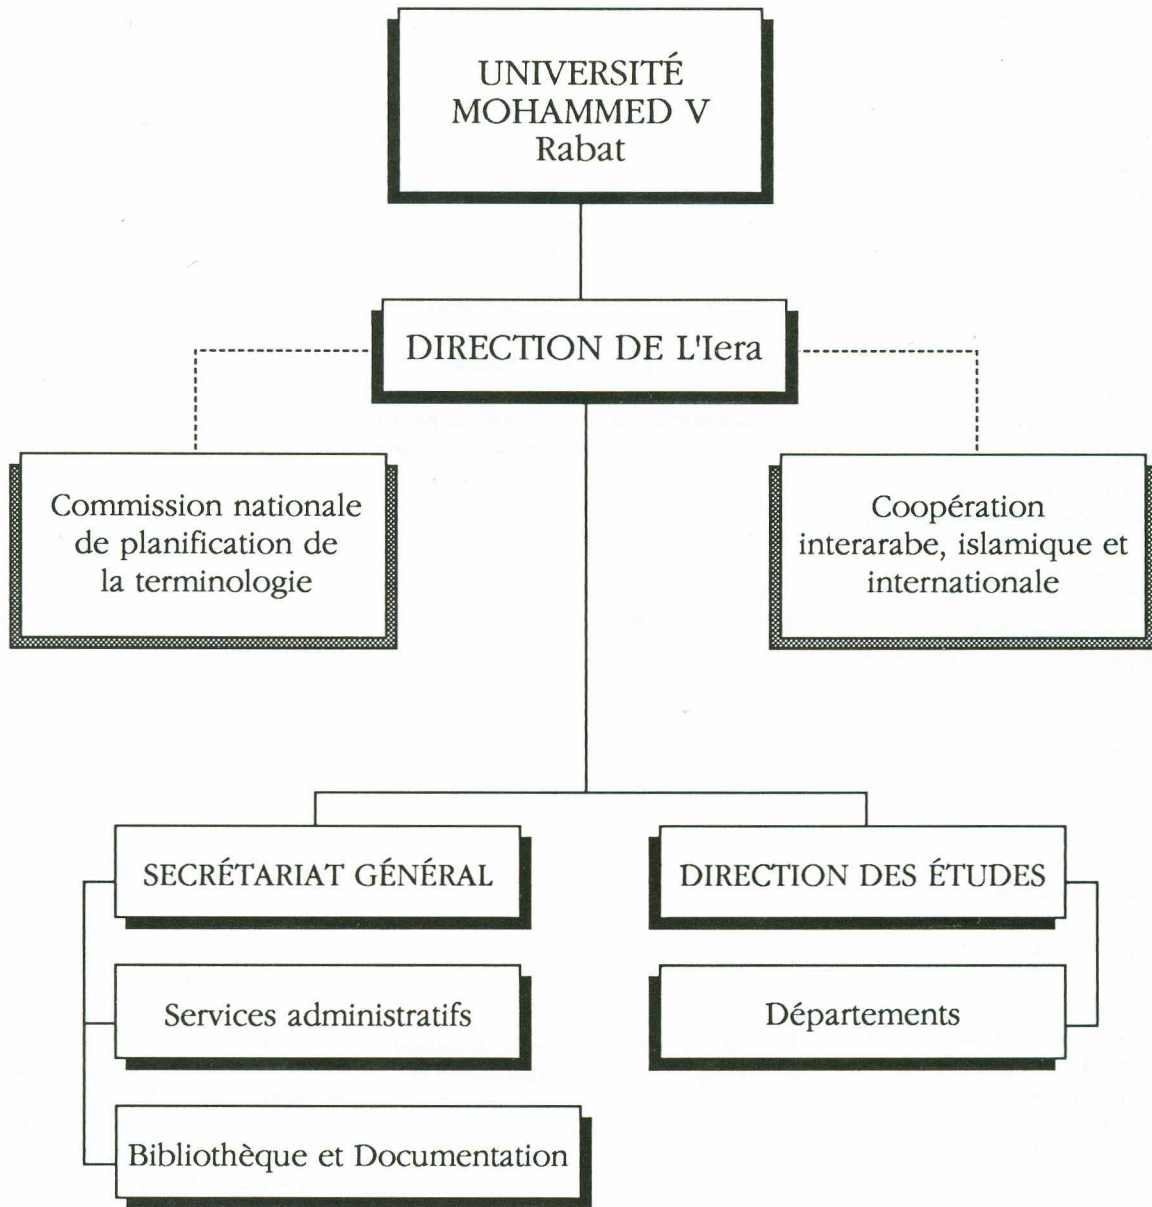 UNIVERSITÉ
MOHAMMED V
Rabat
DIRECTION DE L'Iera
Commission nationale
de planification de
la terminologie
Coopération
interarabe, islamique et
internationale
SECRÉTARIAT GÉNÉRAL
DIRECTION DES ÉTUDES
Services administratifs
Départements
Bibliothèque et Documentation